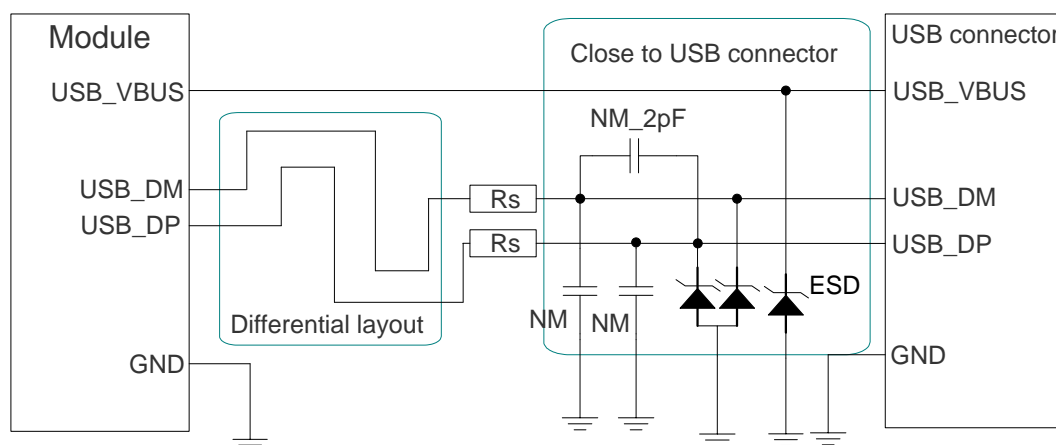 Module
USB_VBUS
USB_DM
USB_DP
GND
Differential layout
Rs
Rs
Close to USB connector
NM_2pF
NM
NM
ESD
USB connector
USB_VBUS
USB_DM
USB_DP
GND